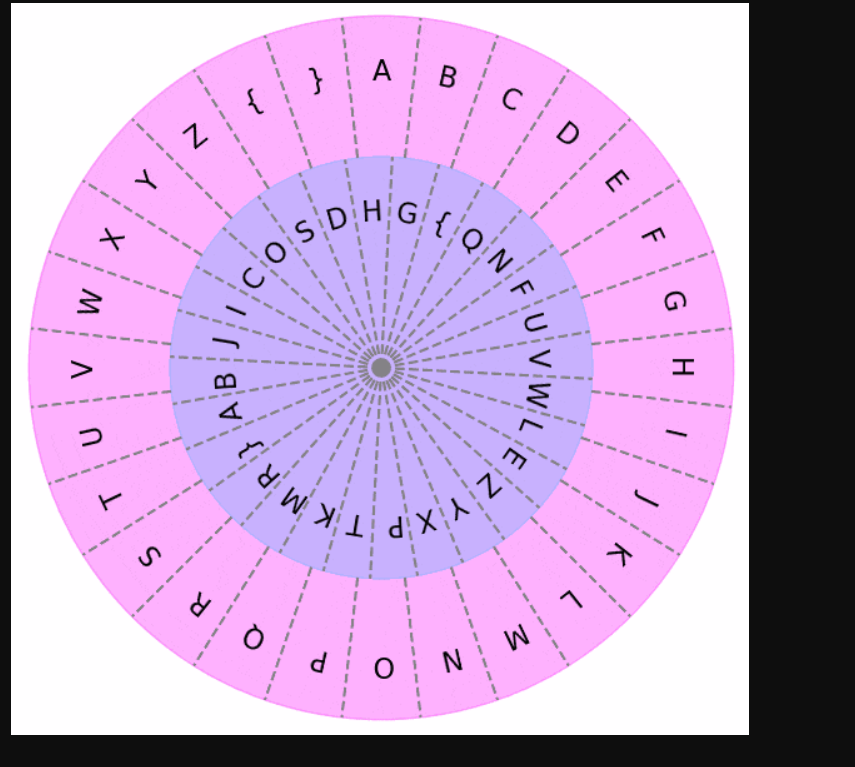 A B C D E F G H I J K L M N O P Q R S T U V W X Y Z { }
H G { Q N F U V W L E Z Y X P T K M R } A B J I C O S D